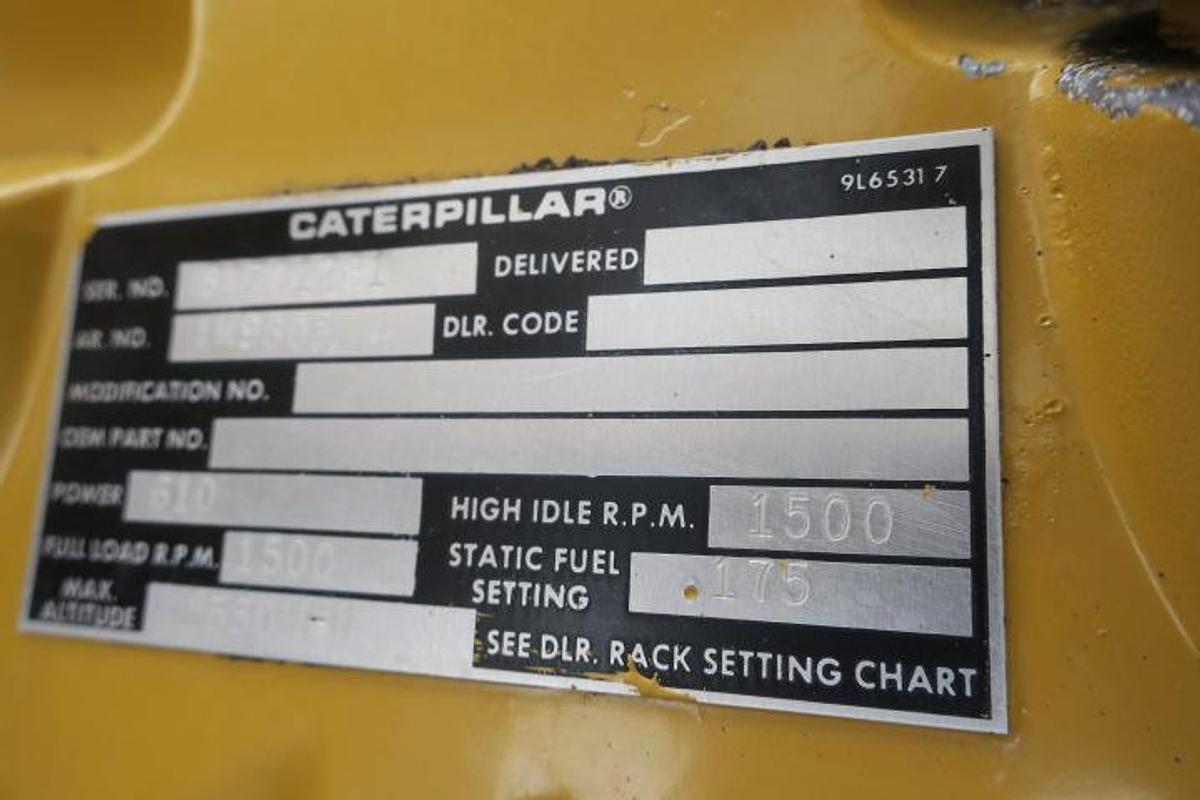 CATERPILLAR® 9L6531 7
SER. NO. DELIVERED
AR. NO. DLR. CODE
MODIFICATION NO.
OEM PART NO.
POWER 610 HIGH IDLE R.P.M. 1500
FULL LOAD R.P.M. 1500 STATIC FUEL SETTING 175
MAX. ALTITUDE
SEE DLR. RACK SETTING CHART